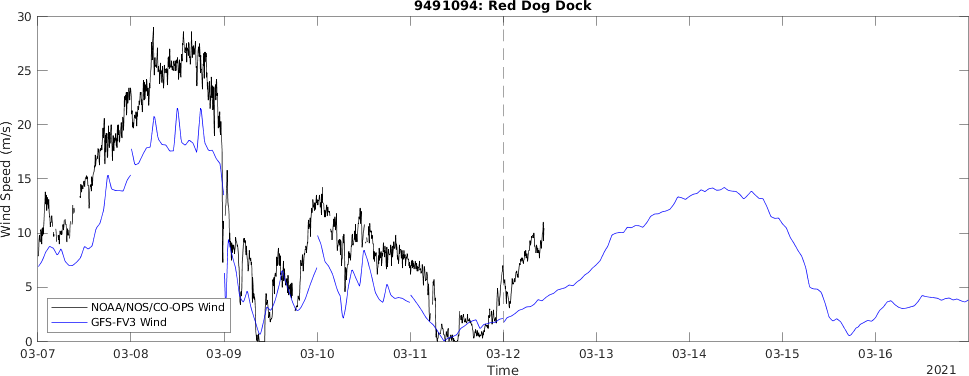 9491094: Red Dog Dock
Wind Speed (m/s)
30
25
20
15
10
5
0
NOAA/NOS/CO-OPS Wind
GFS-FV3 Wind
03-07 03-08 03-09 03-10 03-11 03-12 03-13 03-14 03-15 03-16
Time
2021